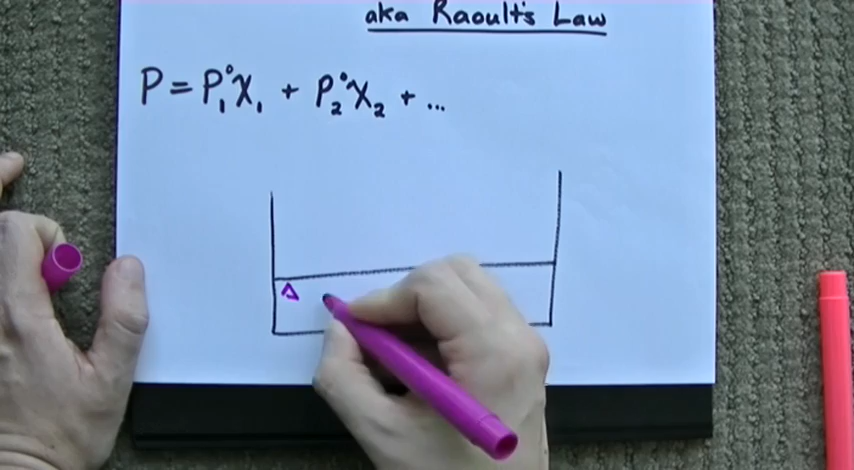 aka Raoult's Law
P = P₁°X₁ + P₂°X₂ + ...